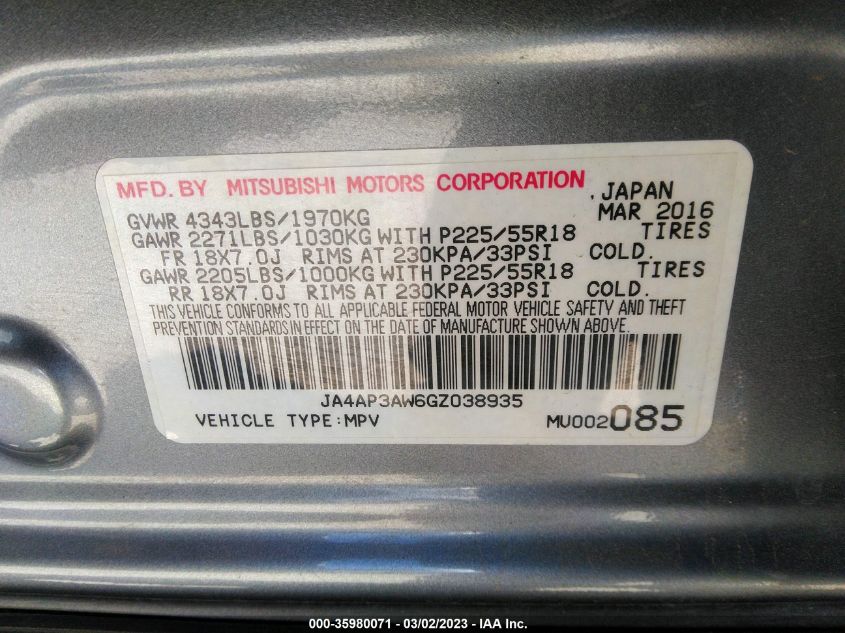 MFD. BY MITSUBISHI MOTORS CORPORATION , JAPAN
GVWR 4343LBS/1970KG MAR 2016
GAWR 2271LBS/1030KG WITH P225/55R18 TIRES
FR 18X7.0J RIMS AT 230KPA/33PSI COLD.
GAWR 2205LBS/1000KG WITH P225/55R18 TIRES
RR 18X7.0J RIMS AT 230KPA/33PSI COLD.
THIS VEHICLE CONFORMS TO ALL APPLICABLE FEDERAL MOTOR VEHICLE SAFETY AND THEFT
PREVENTION STANDARDS IN EFFECT ON THE DATE OF MANUFACTURE SHOWN ABOVE.
JA4AP3AW6GZ038935
VEHICLE TYPE:MPV MU002085
000-35980071 - 03/02/2023 - IAA Inc.